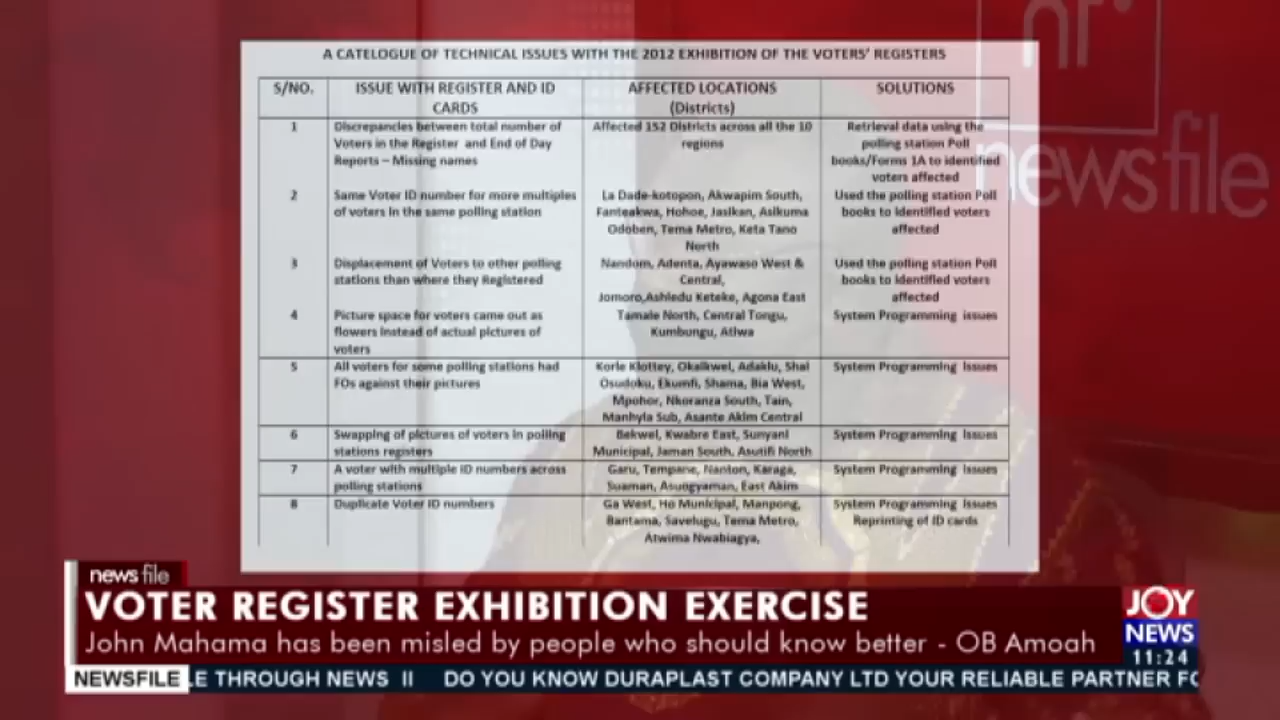 nf
newsfile
A CATELOGUE OF TECHNICAL ISSUES WITH THE 2012 EXHIBITION OF THE VOTERS' REGISTERS
S/NO.
ISSUE WITH REGISTER AND ID
CARDS
AFFECTED LOCATIONS
(Districts)
SOLUTIONS
1
Discrepancies between total number of
Voters in the Register and End of Day
Reports – Missing names
Affected 152 Districts across all the 10
regions
Retrieval data using the
polling station Poll
books/Forms 1A to identified
voters affected
2
Same Voter ID number for more multiples
of voters in the same polling station
La Dade-kotopon, Akwapim South,
Fanteakwa, Hohoe, Jasikan, Asikuma
Odoben, Tema Metro, Keta Tano
North
Used the polling station Poll
books to identified voters
affected
3
Displacement of Voters to other polling
stations than where they Registered
Nandom, Adenta, Ayawaso West &
Central,
Jomoro,Ashiedu Keteke, Agona East
Used the polling station Poll
books to identified voters
affected
4
Picture space for voters came out as
flowers instead of actual pictures of
voters
Tamale North, Central Tongu,
Kumbungu, Atiwa
System Programming issues
5
All voters for some polling stations had
FOs against their pictures
Korle Klottey, Okaikwei, Adaklu, Shai
Osudoku, Ekumfi, Shama, Bia West,
Mpohor, Nkoranza South, Tain,
Manhyia Sub, Asante Akim Central
System Programming Issues
6
Swapping of pictures of voters in polling
stations registers
Bekwei, Kwabre East, Sunyani
Municipal, Jaman South, Asutifi North
System Programming Issues
7
A voter with multiple ID numbers across
polling stations
Garu, Tempane, Nanton, Karaga,
Suaman, Asuogyaman, East Akim
System Programming Issues
8
Duplicate Voter ID numbers
Ga West, Ho Municipal, Manpong,
Bantama, Savelugu, Tema Metro,
Atwima Nwabiagya,
System Programming Issues
Reprinting of ID cards
news file
VOTER REGISTER EXHIBITION EXERCISE
John Mahama has been misled by people who should know better - OB Amoah
JOY
NEWS
11:24
NEWSFILE
E THROUGH NEWS II DO YOU KNOW DURAPLAST COMPANY LTD YOUR RELIABLE PARTNER FO